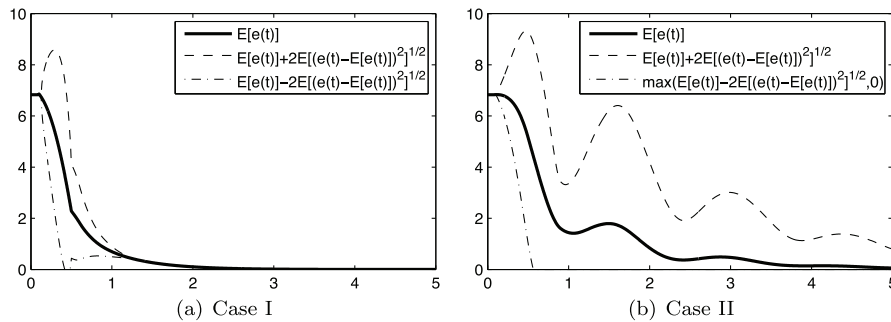 10
8
6
4
2
0
0 1 2 3 4 5
E[e(t)]
E[e(t)]+2E[(e(t)−E[e(t)])²]^1/2
E[e(t)]−2E[(e(t)−E[e(t)])²]^1/2
(a) Case I
10
8
6
4
2
0
0 1 2 3 4 5
E[e(t)]
E[e(t)]+2E[(e(t)−E[e(t)])²]^1/2
max(E[e(t)]−2E[(e(t)−E[e(t)])²]^1/2,0)
(b) Case II